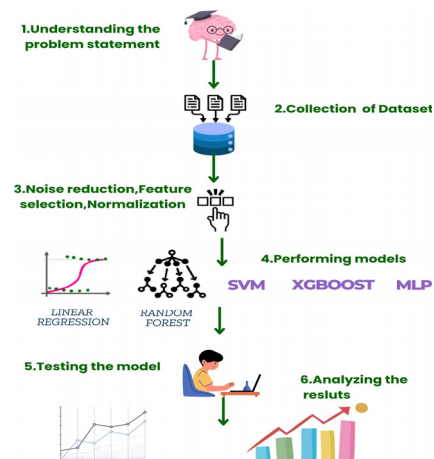 1.Understanding the
problem statement
2.Collection of Dataset
3.Noise reduction,Feature
selection,Normalization
4.Performing models
SVM XGBOOST MLP
LINEAR
REGRESSION
RANDOM
FOREST
5.Testing the model
6.Analyzing the
resluts